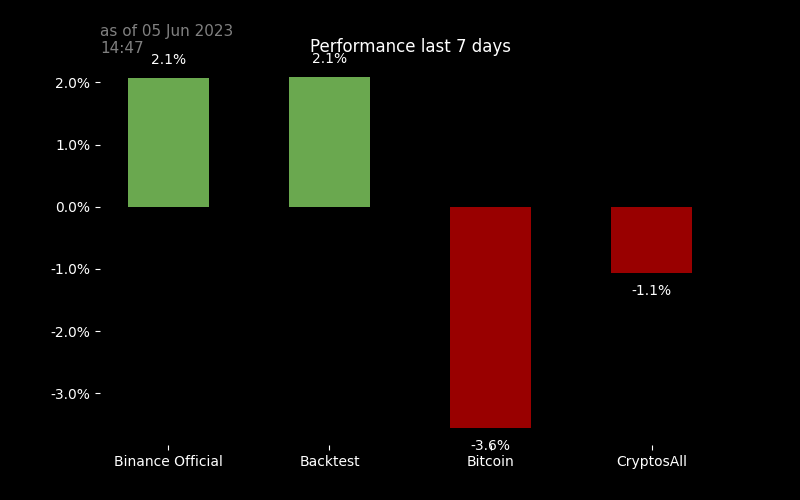 as of 05 Jun 2023
14:47
Performance last 7 days
2.1%
2.1%
2.0%
1.0%
0.0%
-1.0%
-1.1%
-2.0%
-3.0%
-3.6%
Binance Official
Backtest
Bitcoin
CryptosAll